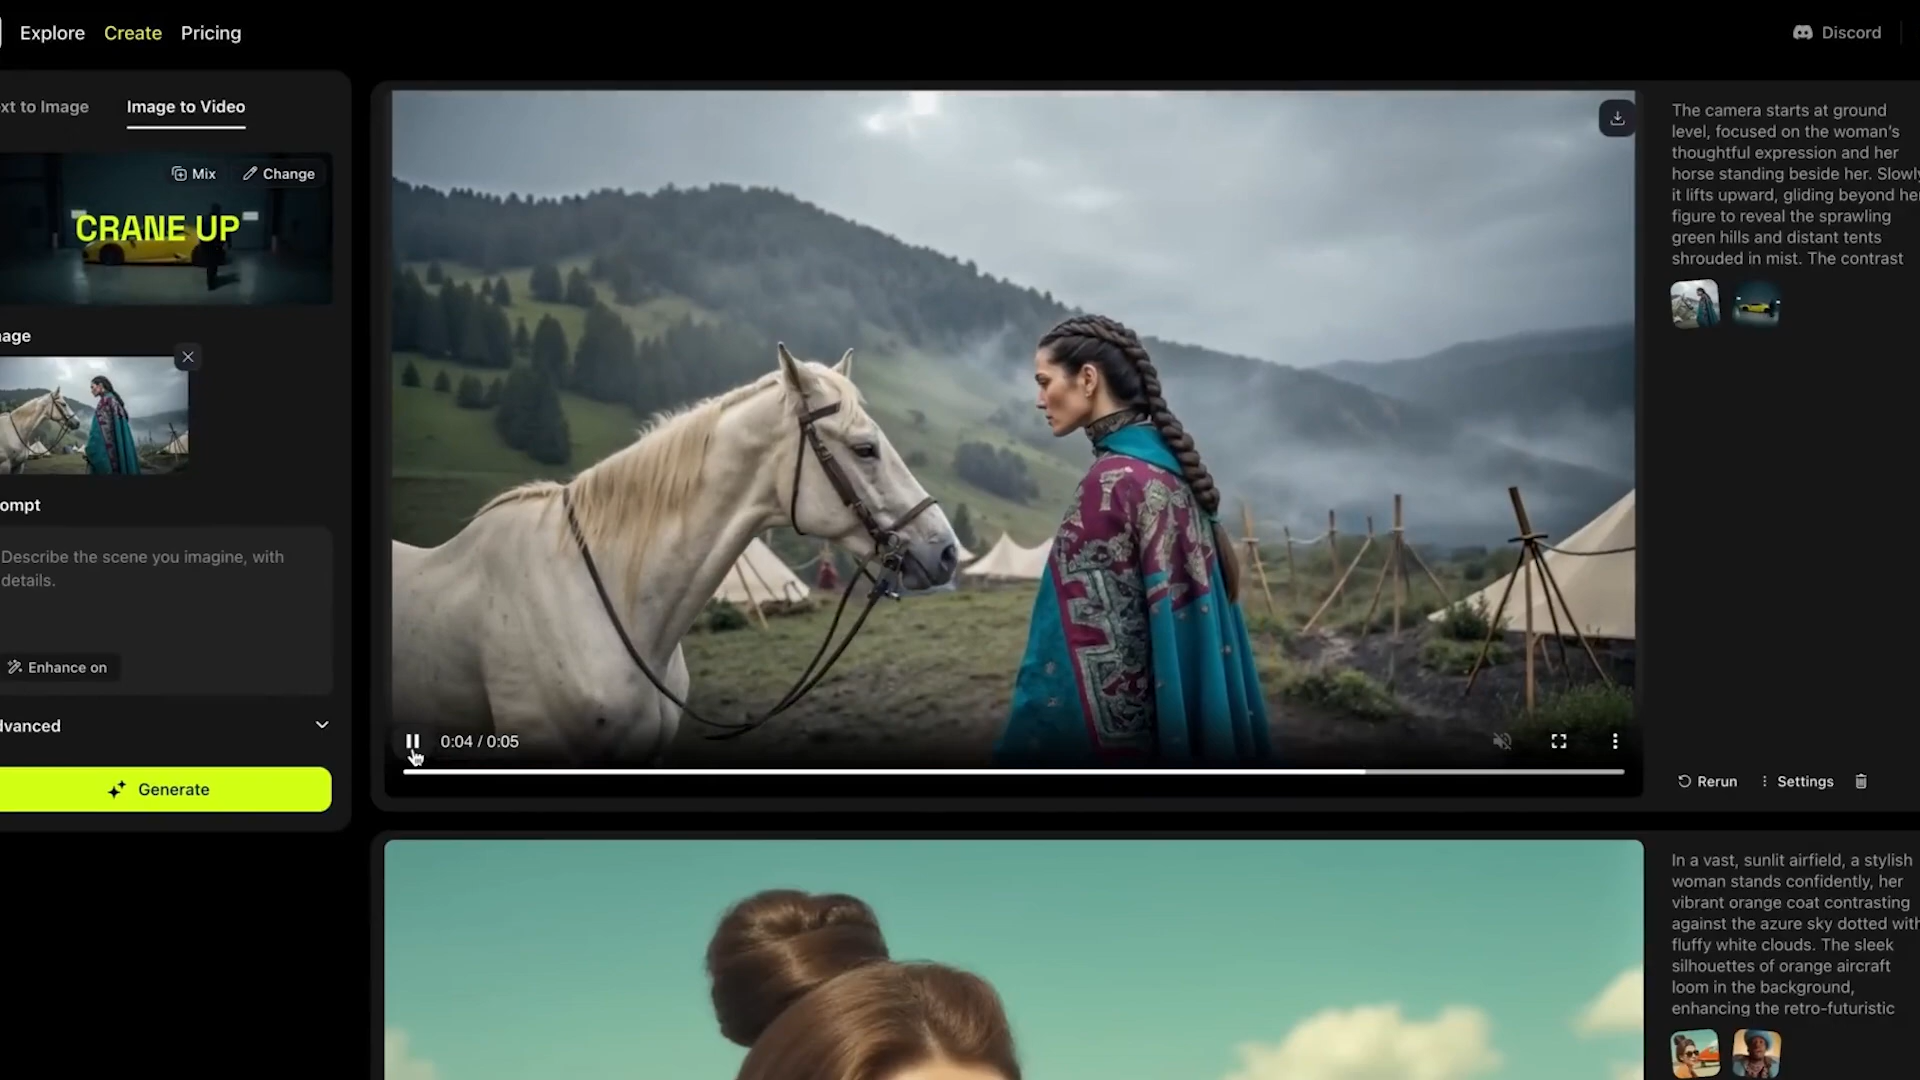 Explore Create Pricing
Discord
xt to Image Image to Video
Mix Change
CRANE UP
age
ompt
Describe the scene you imagine, with
details.
Enhance on
dvanced
Generate
0:04 / 0:05
The camera starts at ground
level, focused on the woman's
thoughtful expression and her
horse standing beside her. Slowly
it lifts upward, gliding beyond her
figure to reveal the sprawling
green hills and distant tents
shrouded in mist. The contrast
Rerun Settings
In a vast, sunlit airfield, a stylish
woman stands confidently, her
vibrant orange coat contrasting
against the azure sky dotted with
fluffy white clouds. The sleek
silhouettes of orange aircraft
loom in the background,
enhancing the retro-futuristic